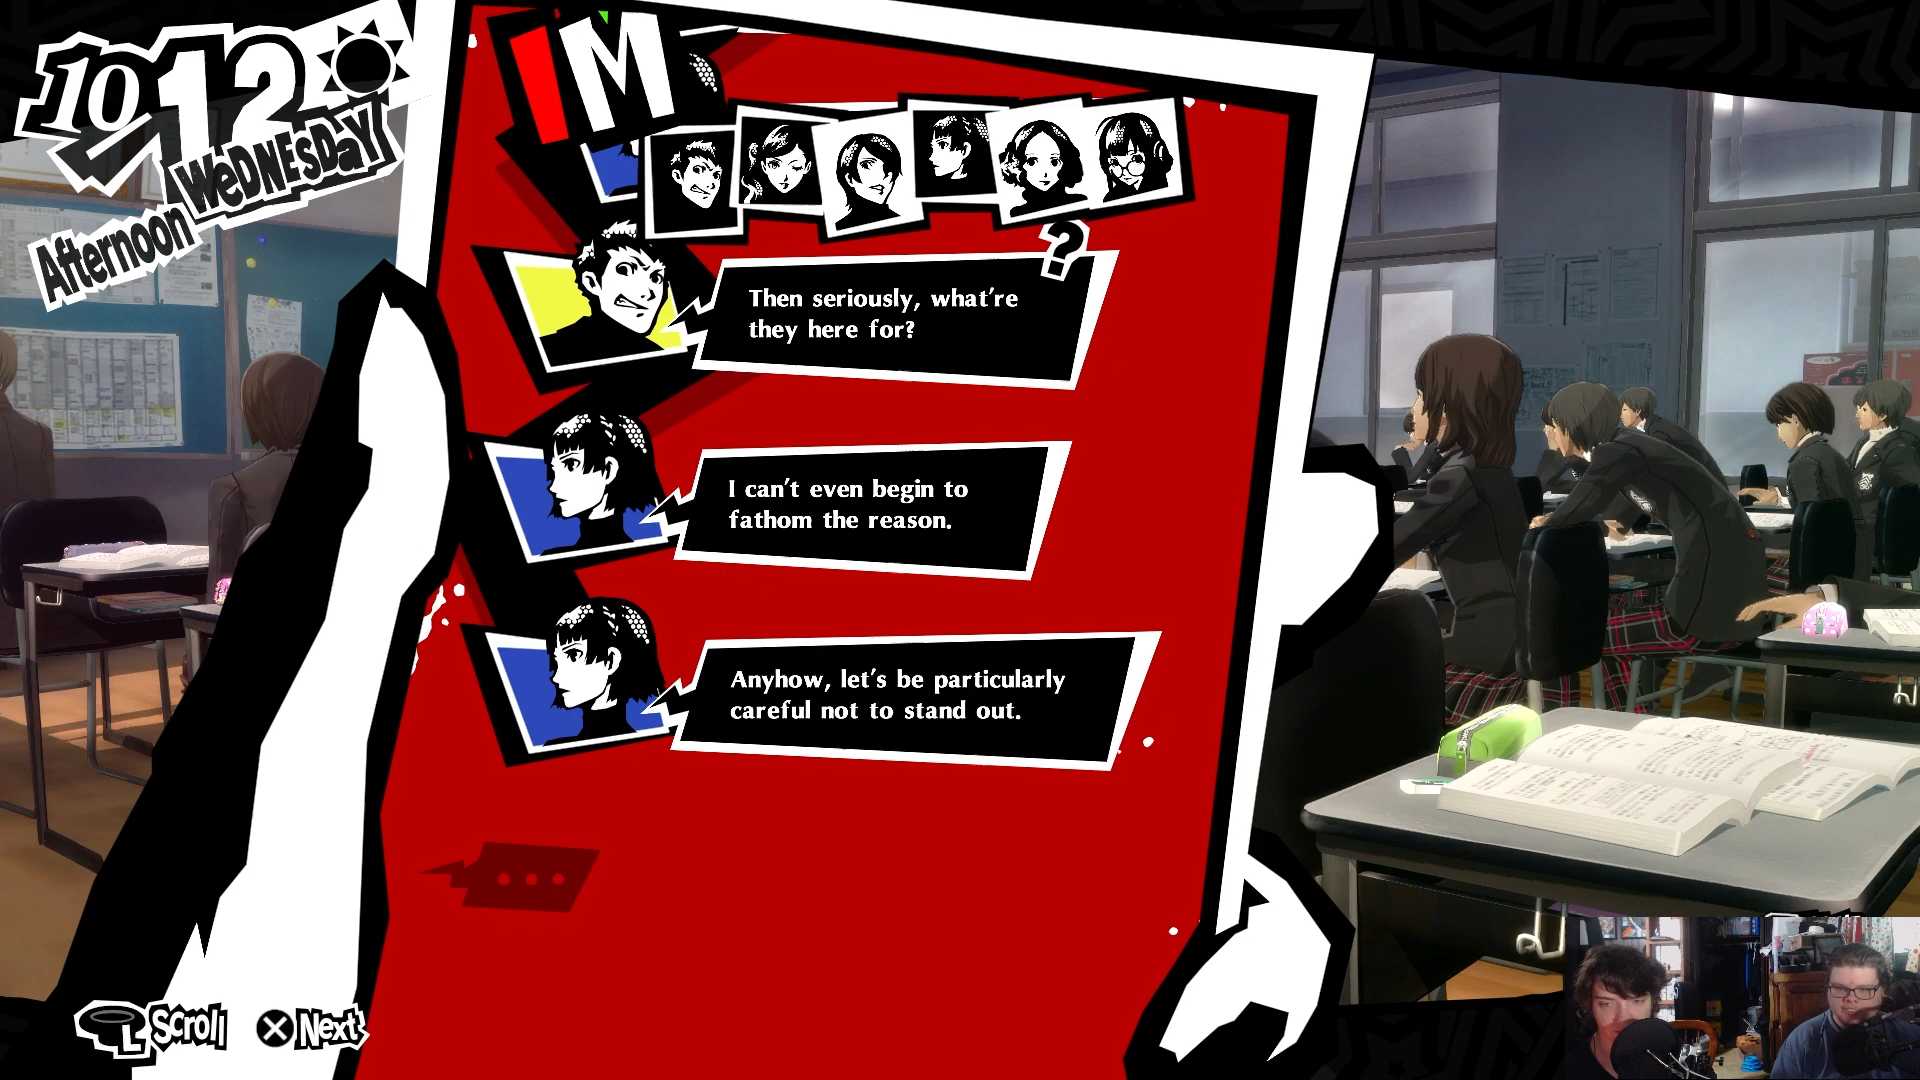 10 12
Wednesday
Afternoon
IM
?
Then seriously, what're
they here for?
I can't even begin to
fathom the reason.
Anyhow, let's be particularly
careful not to stand out.
...
L Scroll
Next